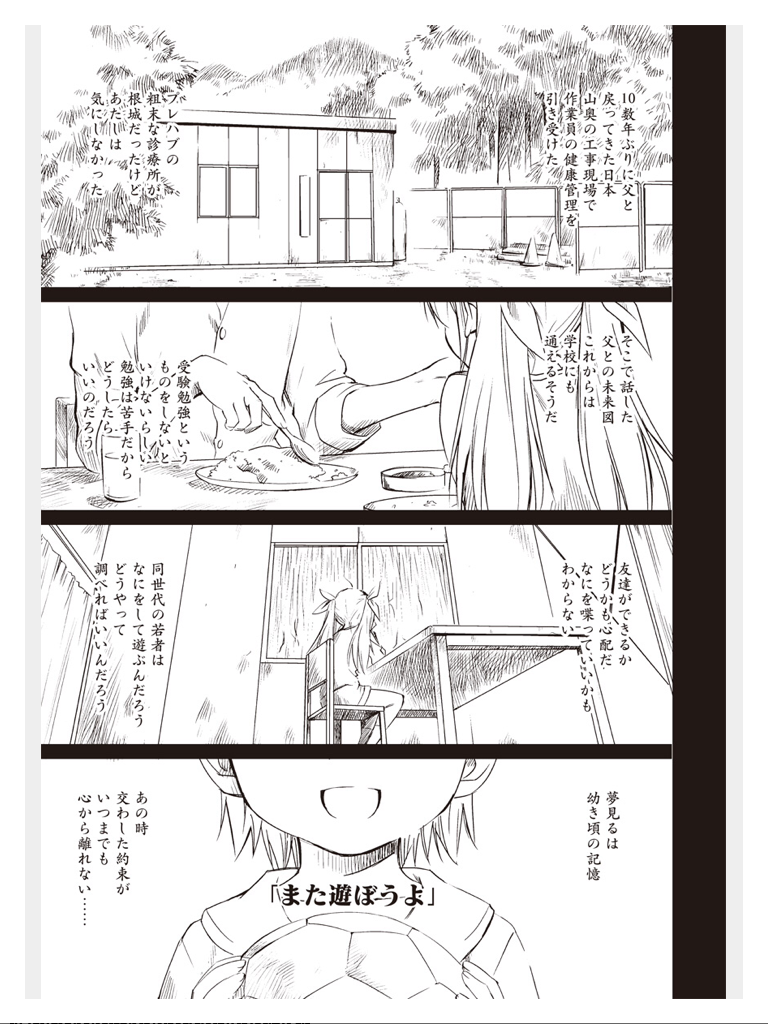 10数年ぶりに父と
戻ってきた日本
山奥の工事現場で
作業員の健康管理を
引き受けた
プレハブの
粗末な診療所が
根城だったけど
あたしは
気にしなかった
そこで話した
父との未来図
これからは
学校にも
通えるそうだ
受験勉強という
ものをしないと
いけないらしい
勉強は苦手だから
どうしたら
いいのだろう
友達ができるか
どうかも心配だ
なにを喋っていいかも
わからない
同世代の若者は
なにをして遊ぶんだろう
どうやって
調べればいいんだろう
夢見るは
幼き頃の記憶
「また遊ぼうよ」
あの時
交わした約束が
いつまでも
心から離れない……